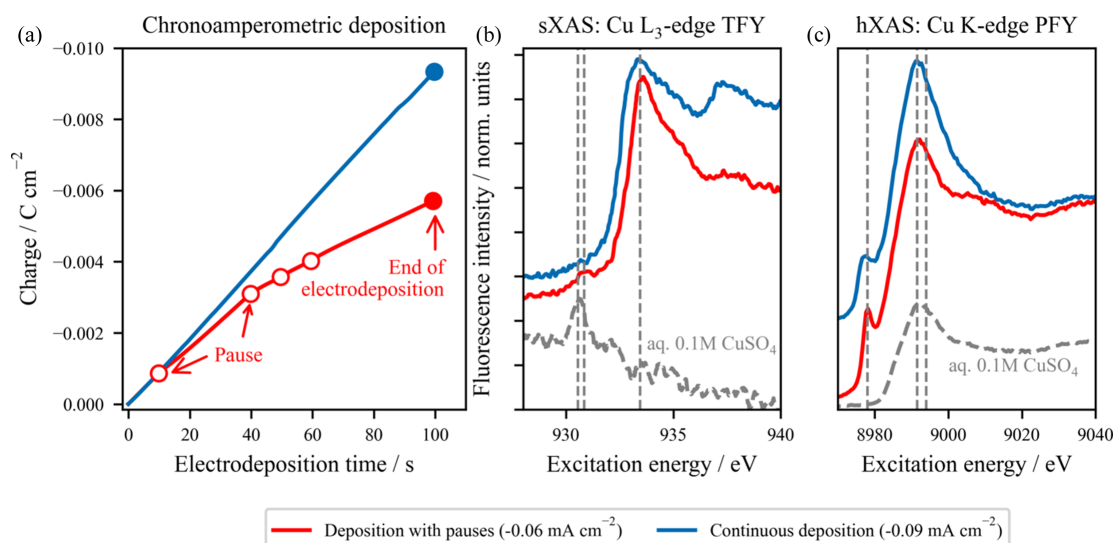 (a) Chronoamperometric deposition
−0.010
−0.008
−0.006
−0.004
−0.002
0.000
Charge / C cm⁻²
Pause
End of
electrodeposition
0 20 40 60 80 100
Electrodeposition time / s
(b) sXAS: Cu L₃-edge TFY
Fluorescence intensity / norm. units
aq. 0.1M CuSO₄
930 935 940
Excitation energy / eV
(c) hXAS: Cu K-edge PFY
aq. 0.1M CuSO₄
8980 9000 9020 9040
Excitation energy / eV
Deposition with pauses (-0.06 mA cm⁻²)
Continuous deposition (-0.09 mA cm⁻²)